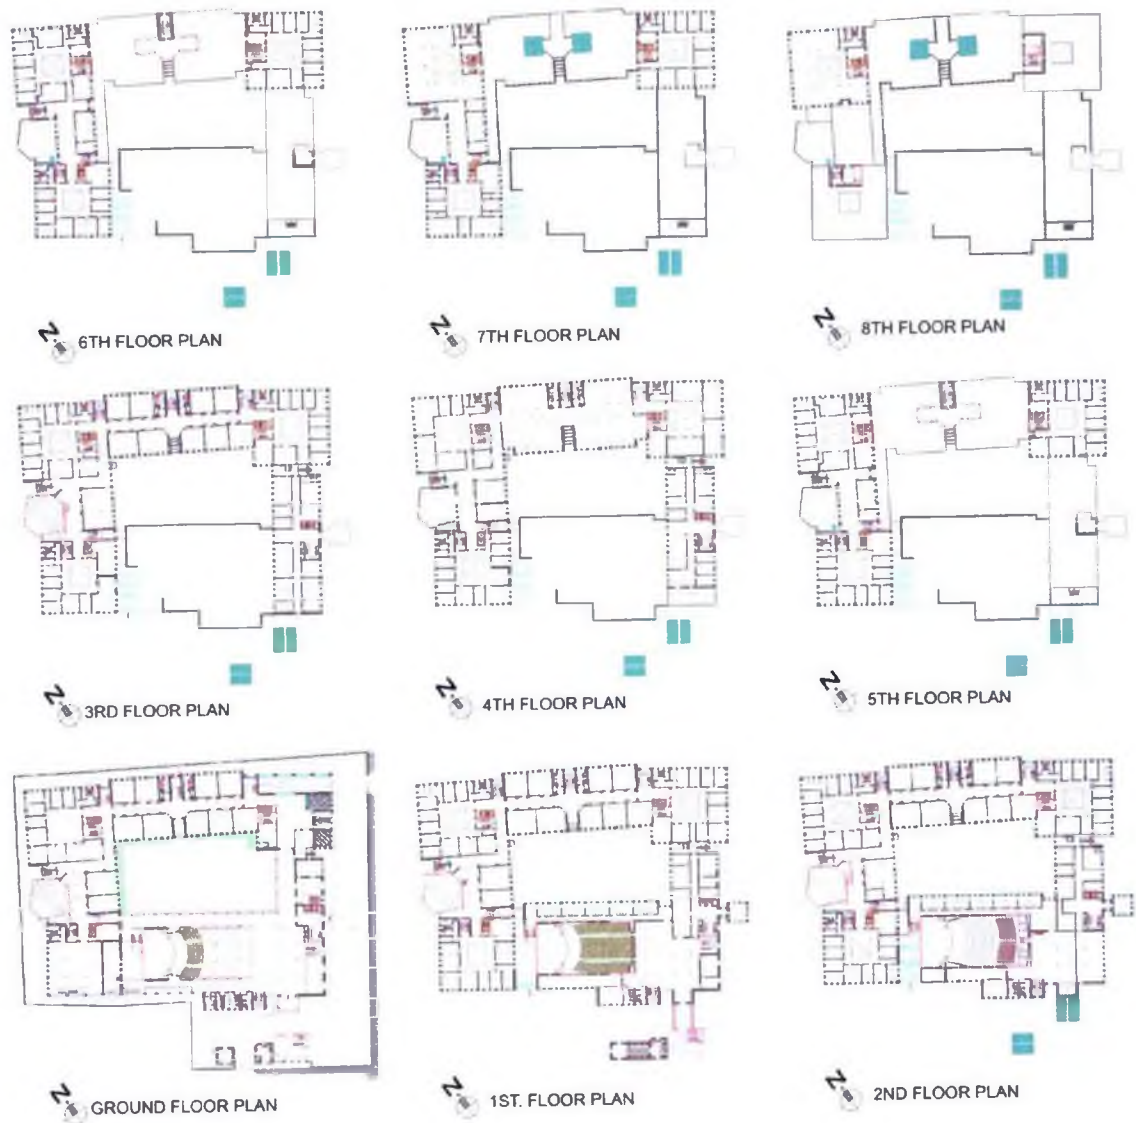 6TH FLOOR PLAN
7TH FLOOR PLAN
8TH FLOOR PLAN
3RD FLOOR PLAN
4TH FLOOR PLAN
5TH FLOOR PLAN
GROUND FLOOR PLAN
1ST. FLOOR PLAN
2ND FLOOR PLAN